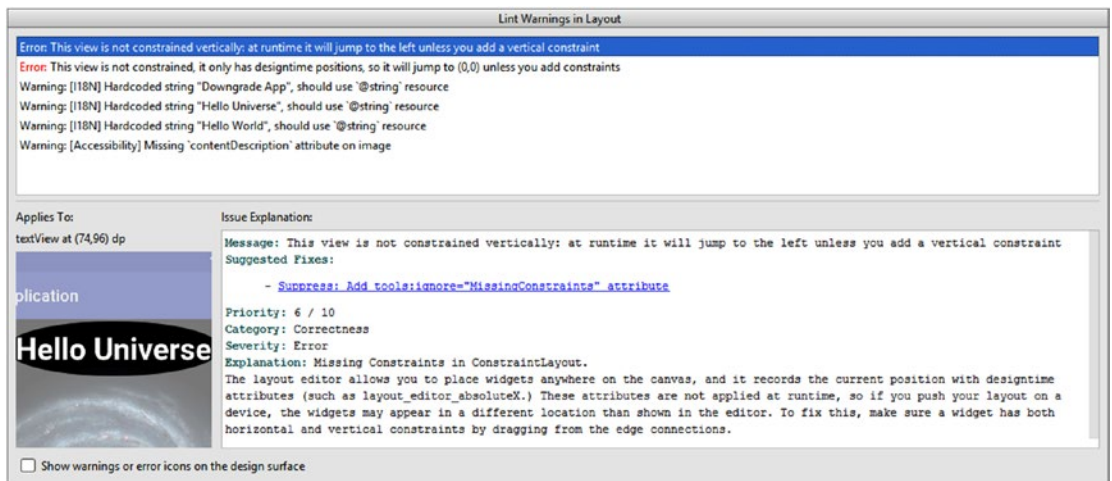 Lint Warnings in Layout
Error: This view is not constrained vertically: at runtime it will jump to the left unless you add a vertical constraint
Error: This view is not constrained, it only has designtime positions, so it will jump to (0,0) unless you add constraints
Warning: [I18N] Hardcoded string "Downgrade App", should use `@string` resource
Warning: [I18N] Hardcoded string "Hello Universe", should use `@string` resource
Warning: [I18N] Hardcoded string "Hello World", should use `@string` resource
Warning: [Accessibility] Missing `contentDescription` attribute on image
Applies To:
textView at (74,96) dp
plication
Hello Universe
Issue Explanation:
Message: This view is not constrained vertically: at runtime it will jump to the left unless you add a vertical constraint
Suggested Fixes:
- Suppress: Add tools:ignore="MissingConstraints" attribute
Priority: 6 / 10
Category: Correctness
Severity: Error
Explanation: Missing Constraints in ConstraintLayout.
The layout editor allows you to place widgets anywhere on the canvas, and it records the current position with designtime
attributes (such as layout_editor_absoluteX.) These attributes are not applied at runtime, so if you push your layout on a
device, the widgets may appear in a different location than shown in the editor. To fix this, make sure a widget has both
horizontal and vertical constraints by dragging from the edge connections.
Show warnings or error icons on the design surface